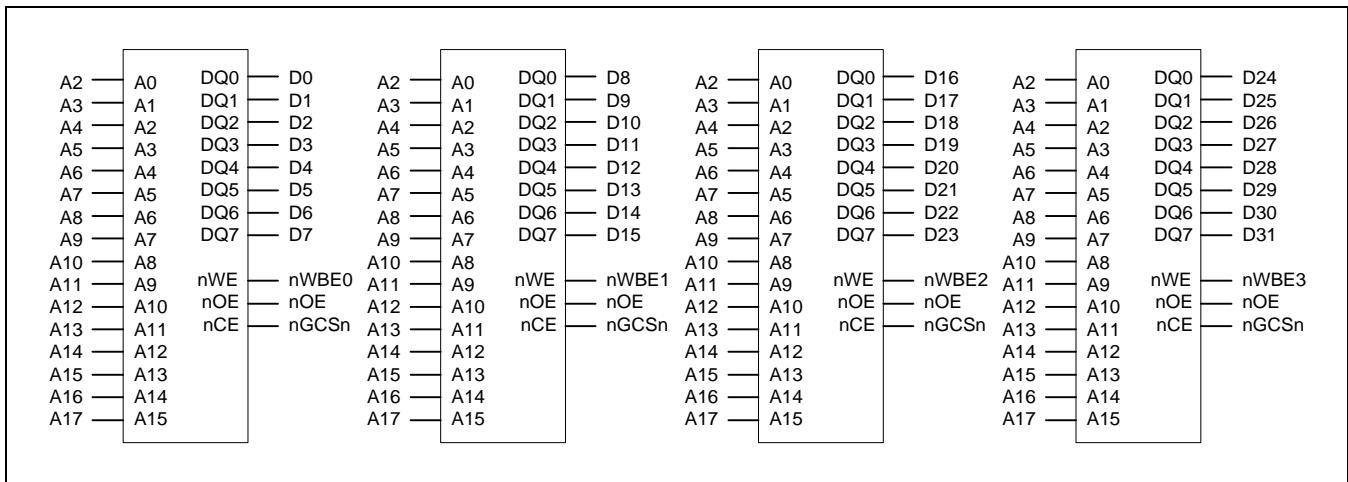 A2 A0 DQ0 D0 A2 A0 DQ0 D8 A2 A0 DQ0 D16 A2 A0 DQ0 D24
A3 A1 DQ1 D1 A3 A1 DQ1 D9 A3 A1 DQ1 D17 A3 A1 DQ1 D25
A4 A2 DQ2 D2 A4 A2 DQ2 D10 A4 A2 DQ2 D18 A4 A2 DQ2 D26
A5 A3 DQ3 D3 A5 A3 DQ3 D11 A5 A3 DQ3 D19 A5 A3 DQ3 D27
A6 A4 DQ4 D4 A6 A4 DQ4 D12 A6 A4 DQ4 D20 A6 A4 DQ4 D28
A7 A5 DQ5 D5 A7 A5 DQ5 D13 A7 A5 DQ5 D21 A7 A5 DQ5 D29
A8 A6 DQ6 D6 A8 A6 DQ6 D14 A8 A6 DQ6 D22 A8 A6 DQ6 D30
A9 A7 DQ7 D7 A9 A7 DQ7 D15 A9 A7 DQ7 D23 A9 A7 DQ7 D31
A10 A8 A10 A8 A10 A8 A10 A8
A11 A9 nWE nWBE0 A11 A9 nWE nWBE1 A11 A9 nWE nWBE2 A11 A9 nWE nWBE3
A12 A10 nOE nOE A12 A10 nOE nOE A12 A10 nOE nOE A12 A10 nOE nOE
A13 A11 nCE nGCSn A13 A11 nCE nGCSn A13 A11 nCE nGCSn A13 A11 nCE nGCSn
A14 A12 A14 A12 A14 A12 A14 A12
A15 A13 A15 A13 A15 A13 A15 A13
A16 A14 A16 A14 A16 A14 A16 A14
A17 A15 A17 A15 A17 A15 A17 A15